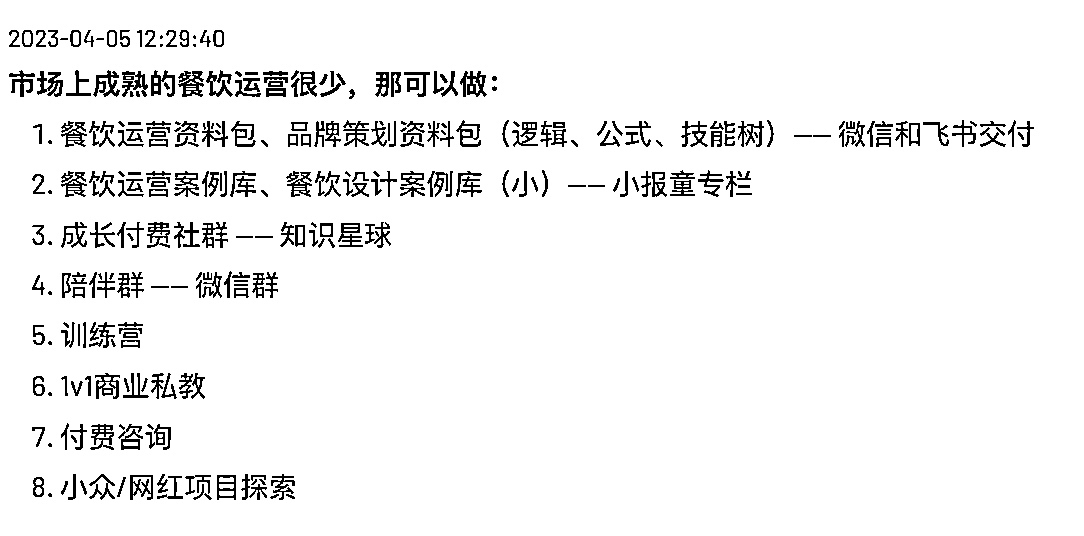 2023-04-05 12:29:40
市场上成熟的餐饮运营很少，那可以做：
1. 餐饮运营资料包、品牌策划资料包（逻辑、公式、技能树）—— 微信和飞书交付
2. 餐饮运营案例库、餐饮设计案例库（小）—— 小报童专栏
3. 成长付费社群 —— 知识星球
4. 陪伴群 —— 微信群
5. 训练营
6. 1v1商业私教
7. 付费咨询
8. 小众/网红项目探索